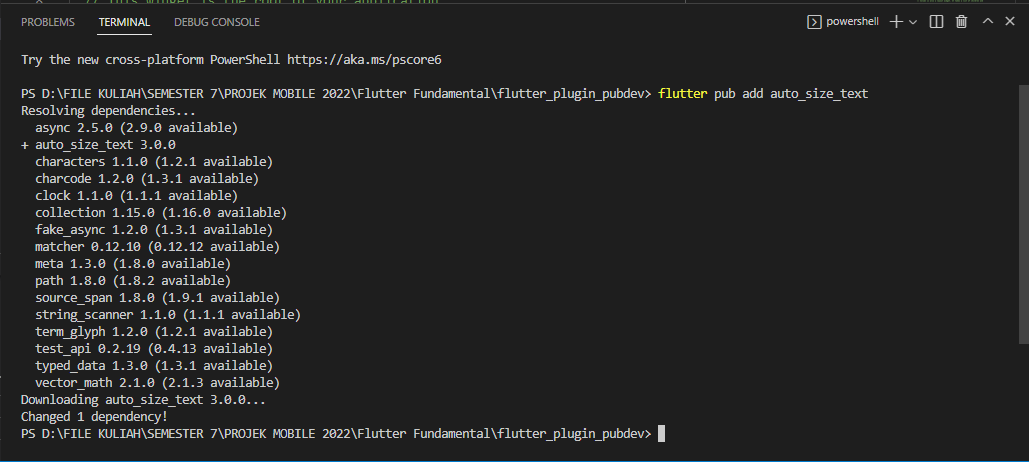 // This widget is the root of your application.
PROBLEMS TERMINAL DEBUG CONSOLE powershell
Try the new cross-platform PowerShell https://aka.ms/pscore6
PS D:\FILE KULIAH\SEMESTER 7\PROJEK MOBILE 2022\Flutter Fundamental\flutter_plugin_pubdev> flutter pub add auto_size_text
Resolving dependencies...
async 2.5.0 (2.9.0 available)
+ auto_size_text 3.0.0
characters 1.1.0 (1.2.1 available)
charcode 1.2.0 (1.3.1 available)
clock 1.1.0 (1.1.1 available)
collection 1.15.0 (1.16.0 available)
fake_async 1.2.0 (1.3.1 available)
matcher 0.12.10 (0.12.12 available)
meta 1.3.0 (1.8.0 available)
path 1.8.0 (1.8.2 available)
source_span 1.8.0 (1.9.1 available)
string_scanner 1.1.0 (1.1.1 available)
term_glyph 1.2.0 (1.2.1 available)
test_api 0.2.19 (0.4.13 available)
typed_data 1.3.0 (1.3.1 available)
vector_math 2.1.0 (2.1.3 available)
Downloading auto_size_text 3.0.0...
Changed 1 dependency!
PS D:\FILE KULIAH\SEMESTER 7\PROJEK MOBILE 2022\Flutter Fundamental\flutter_plugin_pubdev>